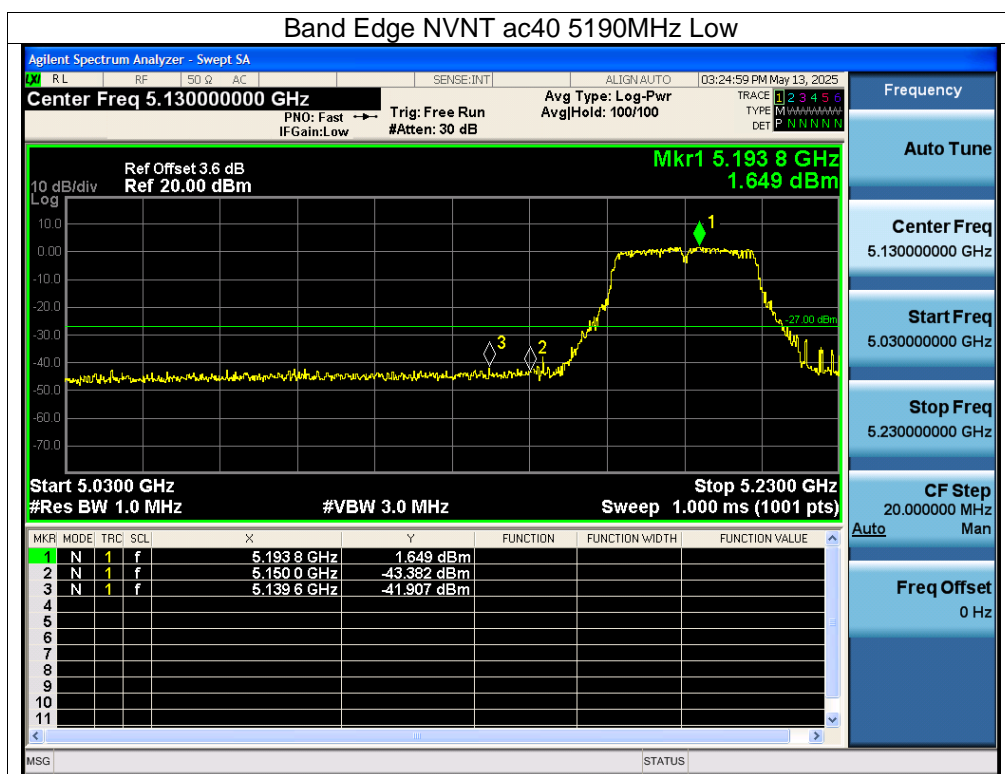 Band Edge NVNT ac40 5190MHz Low
Agilent Spectrum Analyzer - Swept SA
LXI RL RF 50 Ω AC SENSE:INT ALIGN AUTO 03:24:59 PM May 13, 2025
Center Freq 5.130000000 GHz
PNO: Fast
IFGain:Low
Trig: Free Run
#Atten: 30 dB
Avg Type: Log-Pwr
Avg|Hold: 100/100
TRACE 1 2 3 4 5 6
TYPE M W W W W W
DET P N N N N N
Ref Offset 3.6 dB
Ref 20.00 dBm
10 dB/div
Log
Mkr1 5.193 8 GHz
1.649 dBm
10.0
0.00
-10.0
-20.0
-30.0
-40.0
-50.0
-60.0
-70.0
1
2
3
-27.00 dBm
Start 5.0300 GHz
Stop 5.2300 GHz
#Res BW 1.0 MHz
#VBW 3.0 MHz
Sweep 1.000 ms (1001 pts)
MKR MODE TRC SCL X Y FUNCTION FUNCTION WIDTH FUNCTION VALUE
1 N 1 f 5.193 8 GHz 1.649 dBm
2 N 1 f 5.150 0 GHz -43.382 dBm
3 N 1 f 5.139 6 GHz -41.907 dBm
4
5
6
7
8
9
10
11
MSG
STATUS
Frequency
Auto Tune
Center Freq
5.130000000 GHz
Start Freq
5.030000000 GHz
Stop Freq
5.230000000 GHz
CF Step
20.000000 MHz
Auto Man
Freq Offset
0 Hz